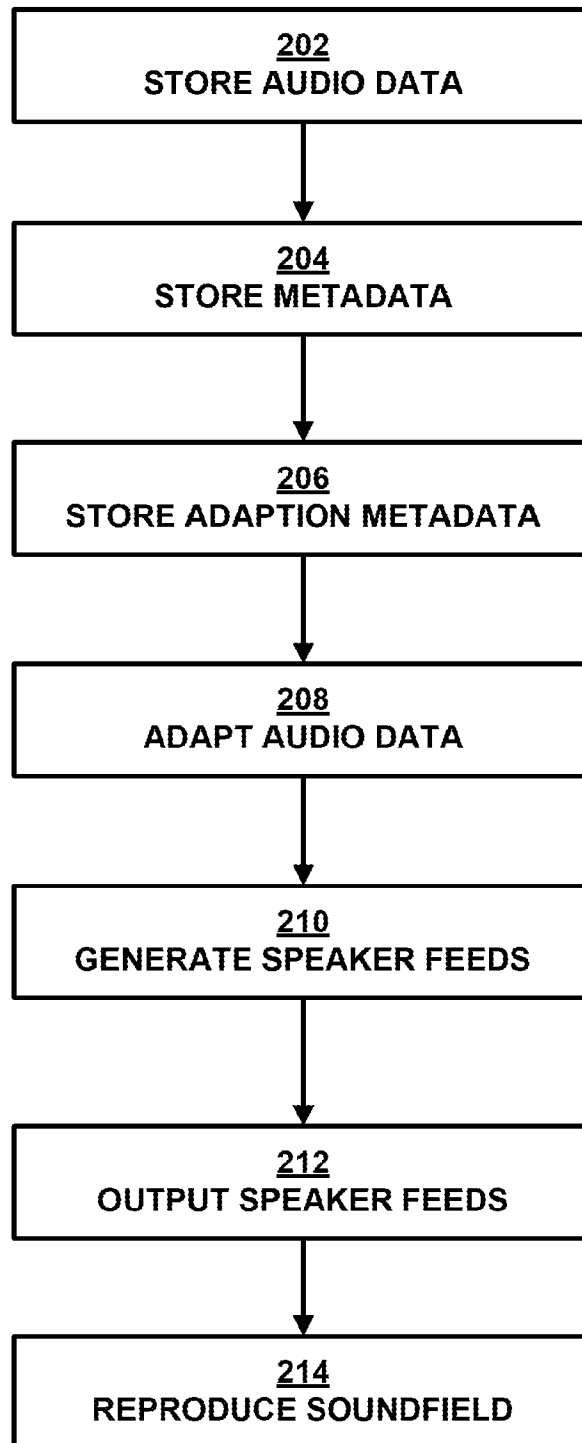 202
STORE AUDIO DATA
204
STORE METADATA
206
STORE ADAPTION METADATA
208
ADAPT AUDIO DATA
210
GENERATE SPEAKER FEEDS
212
OUTPUT SPEAKER FEEDS
214
REPRODUCE SOUNDFIELD